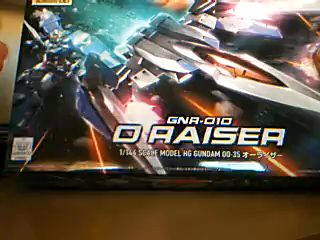 GNR-010
O RAISER
1/144 SCALE MODEL HG GUNDAM 00-35 オーライザー